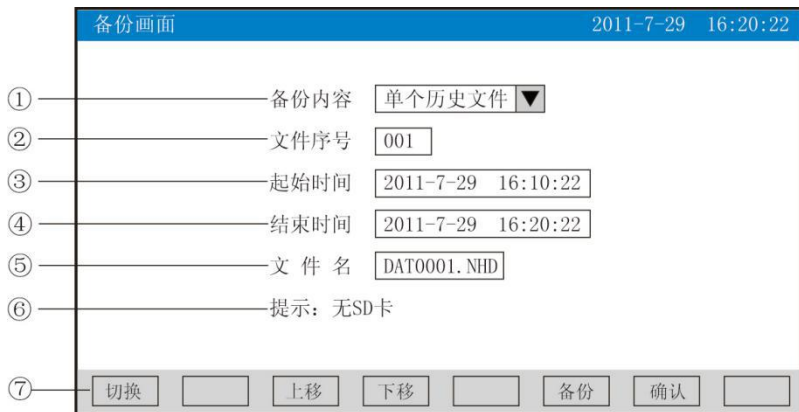 备份画面 2011-7-29 16:20:22
① 备份内容 单个历史文件
② 文件序号 001
③ 起始时间 2011-7-29 16:10:22
④ 结束时间 2011-7-29 16:20:22
⑤ 文件名 DAT0001.NHD
⑥ 提示：无SD卡
⑦ 切换 上移 下移 备份 确认